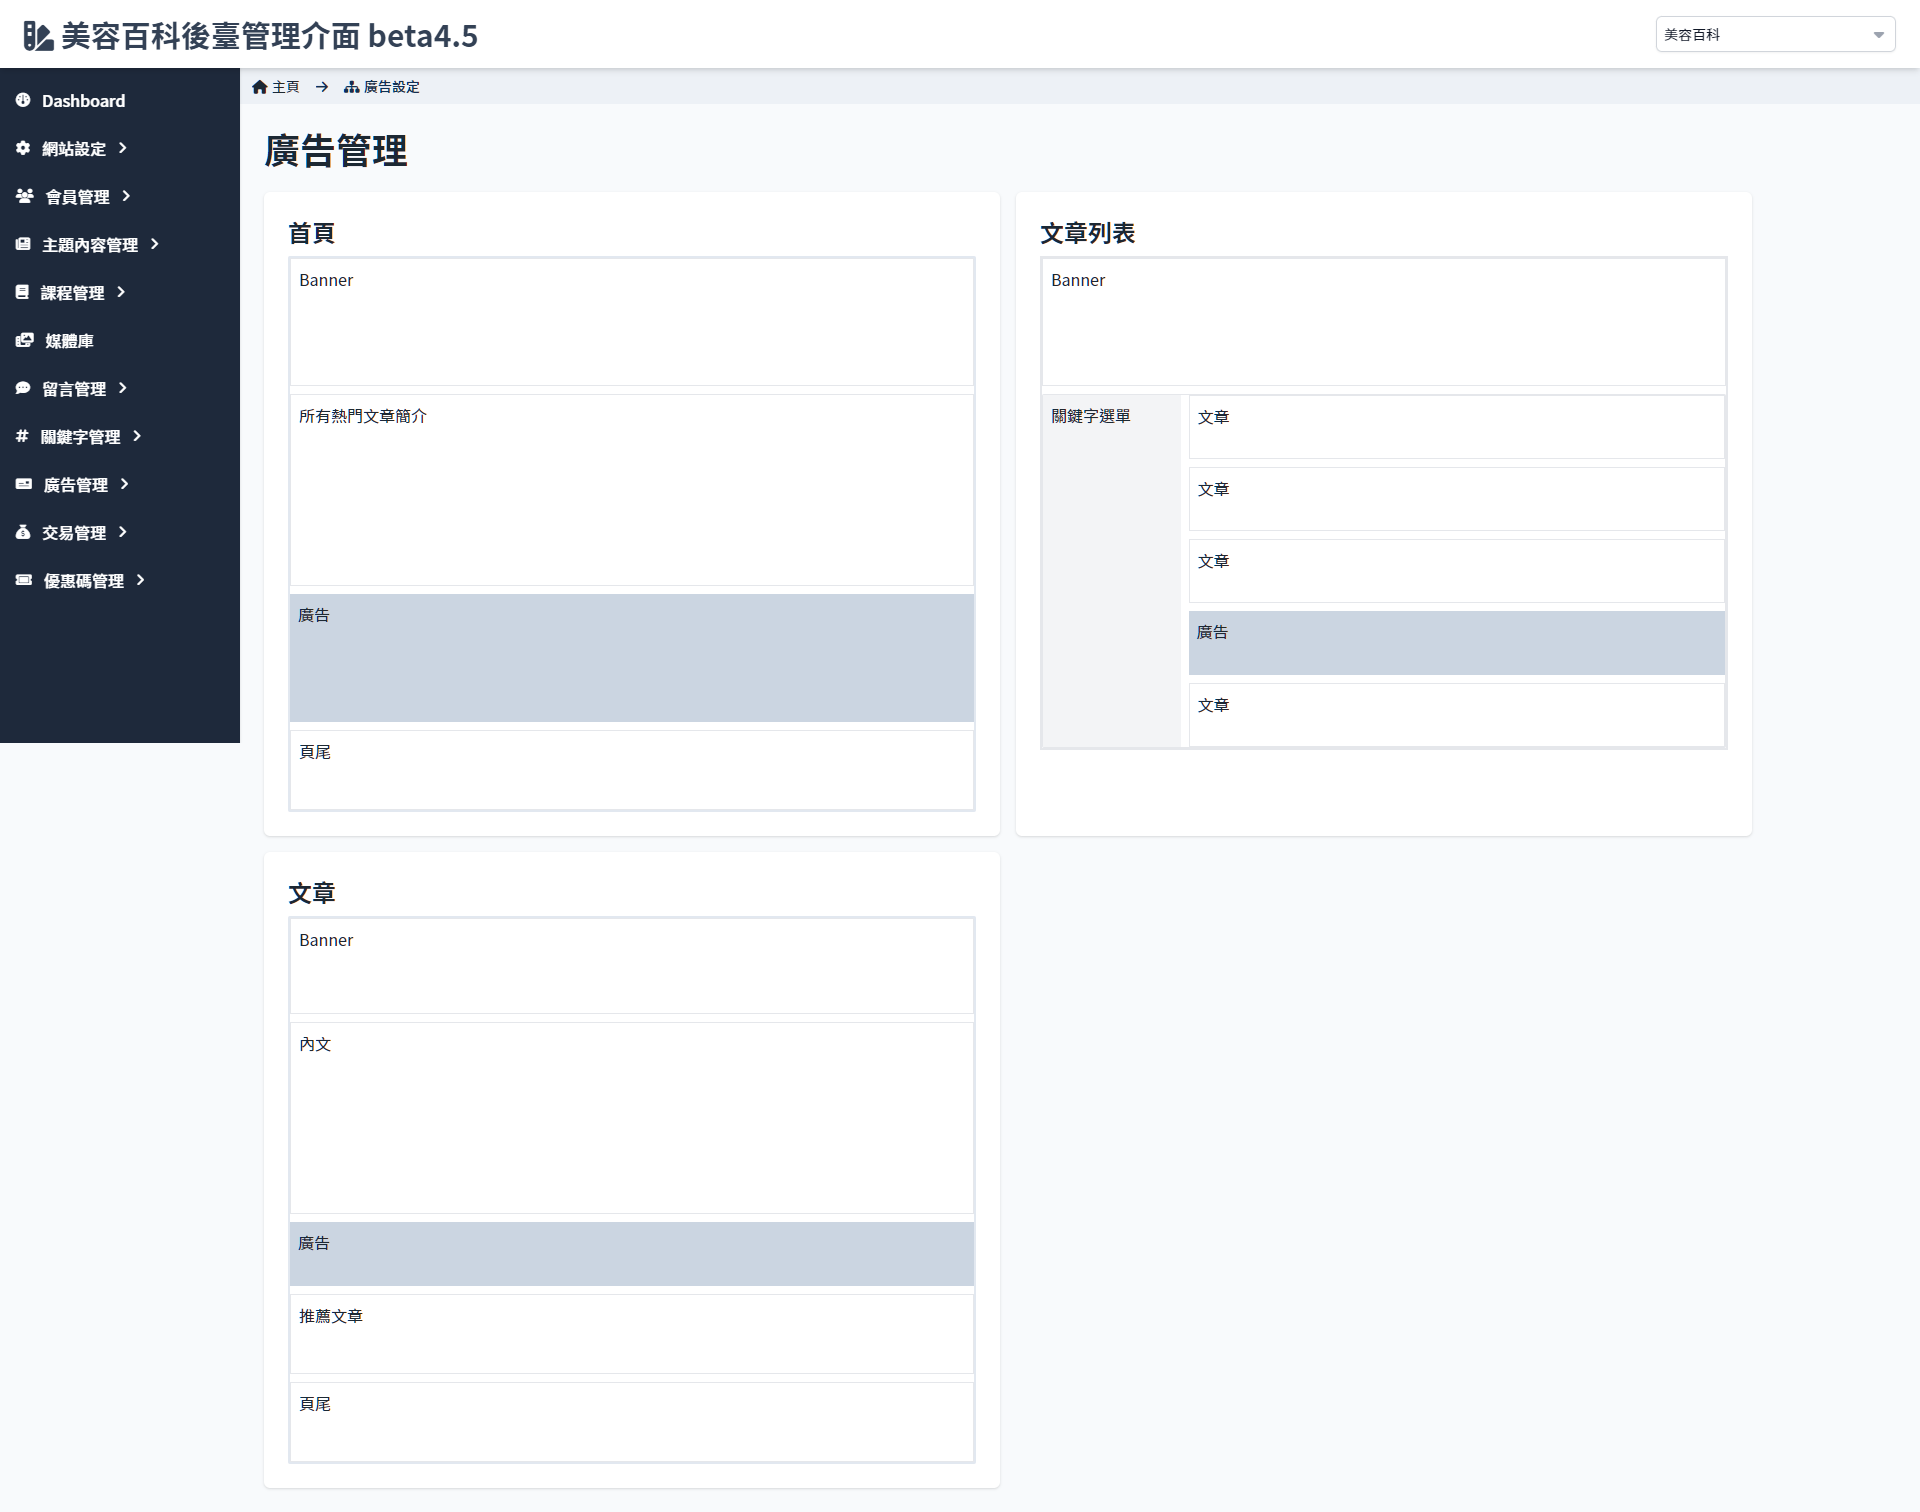 美容百科後臺管理介面 beta4.5
美容百科
Dashboard
網站設定
會員管理
主題內容管理
課程管理
媒體庫
留言管理
關鍵字管理
廣告管理
交易管理
優惠碼管理
主頁
廣告設定
廣告管理
首頁
Banner
所有熱門文章簡介
廣告
頁尾
文章列表
Banner
關鍵字選單
文章
文章
文章
廣告
文章
文章
Banner
內文
廣告
推薦文章
頁尾